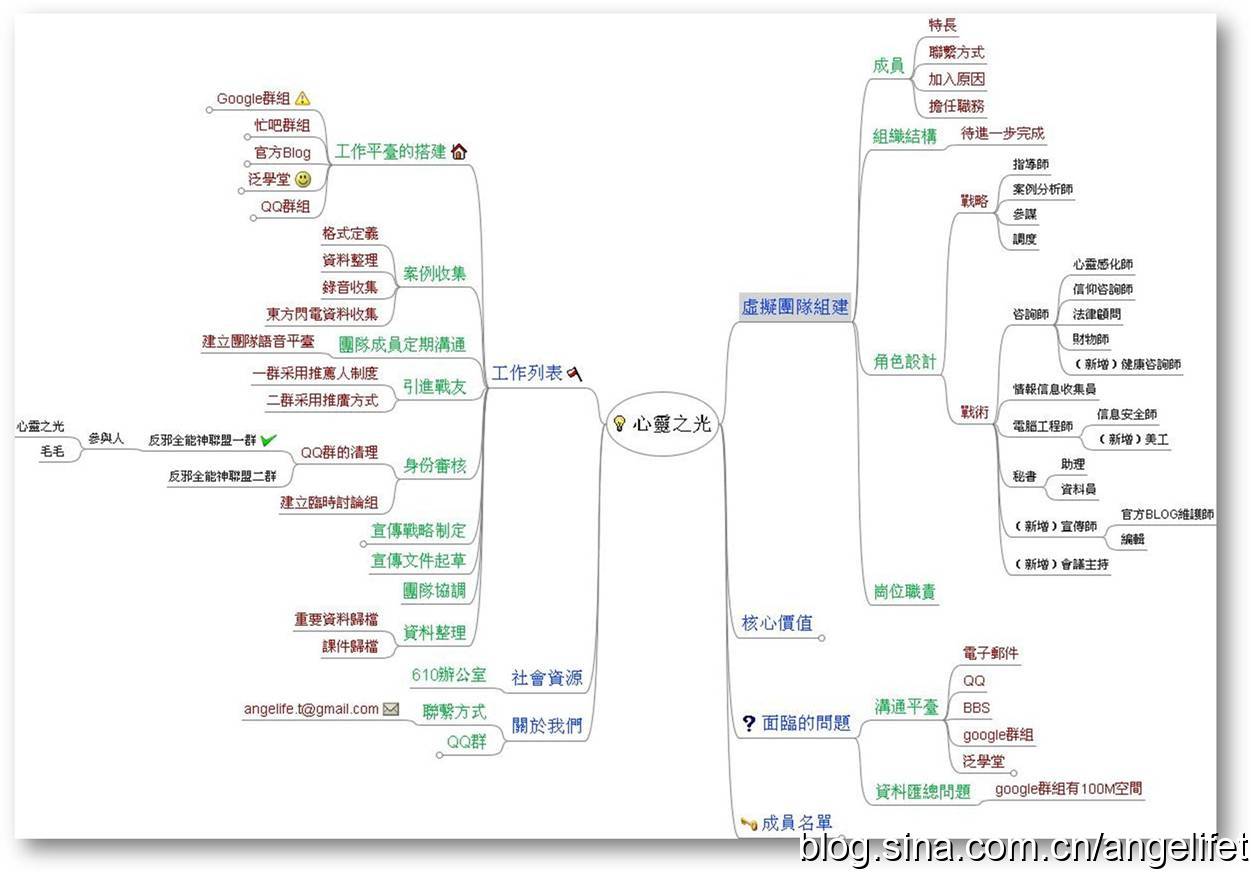 心靈之光
工作列表
工作平臺的搭建
Google群組
忙吧群組
官方Blog
泛學堂
QQ群組
案例收集
格式定義
資料整理
錄音收集
東方閃電資料收集
團隊成員定期溝通
建立團隊語音平臺
引進戰友
一群采用推薦人制度
二群采用推廣方式
身份審核
QQ群的清理
反邪全能神聯盟一群
參與人
心靈之光
毛毛
反邪全能神聯盟二群
建立臨時討論組
宣傳戰略制定
宣傳文件起草
團隊協調
資料整理
重要資料歸檔
課件歸檔
社會資源
610辦公室
關於我們
聯繫方式
angelife.t@gmail.com
QQ群
虛擬團隊組建
成員
特長
聯繫方式
加入原因
擔任職務
組織結構
待進一步完成
角色設計
戰略
指導師
案例分析師
參謀
調度
戰術
咨詢師
心靈感化師
信仰咨詢師
法律顧問
財物師
（新增）健康咨詢師
情報信息收集員
電腦工程師
信息安全師
（新增）美工
秘書
助理
資料員
（新增）宣傳師
官方BLOG維護師
編輯
（新增）會議主持
崗位職責
核心價值
? 面臨的問題
溝通平臺
電子郵件
QQ
BBS
google群組
泛學堂
資料匯總問題
google群組有100M空間
成員名單
blog.sina.com.cn/angelifet